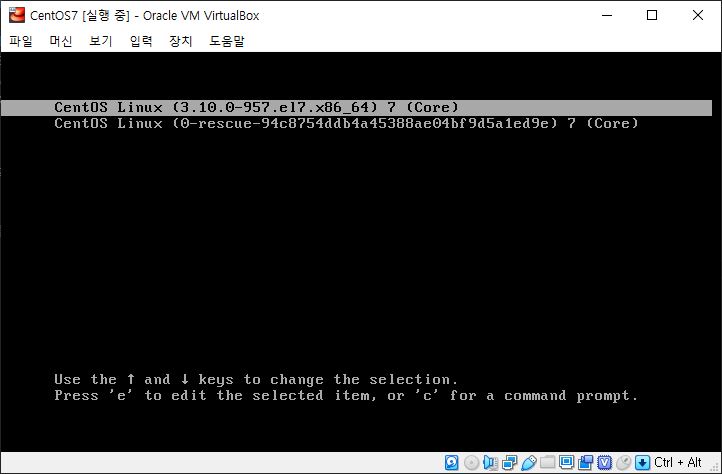 CentOS7 [실행 중] - Oracle VM VirtualBox
파일 머신 보기 입력 장치 도움말
CentOS Linux (3.10.0-957.el7.x86_64) 7 (Core)
CentOS Linux (0-rescue-94c8754ddb4a45388ae04bf9d5a1ed9e) 7 (Core)
Use the ↑ and ↓ keys to change the selection.
Press 'e' to edit the selected item, or 'c' for a command prompt.
Ctrl + Alt